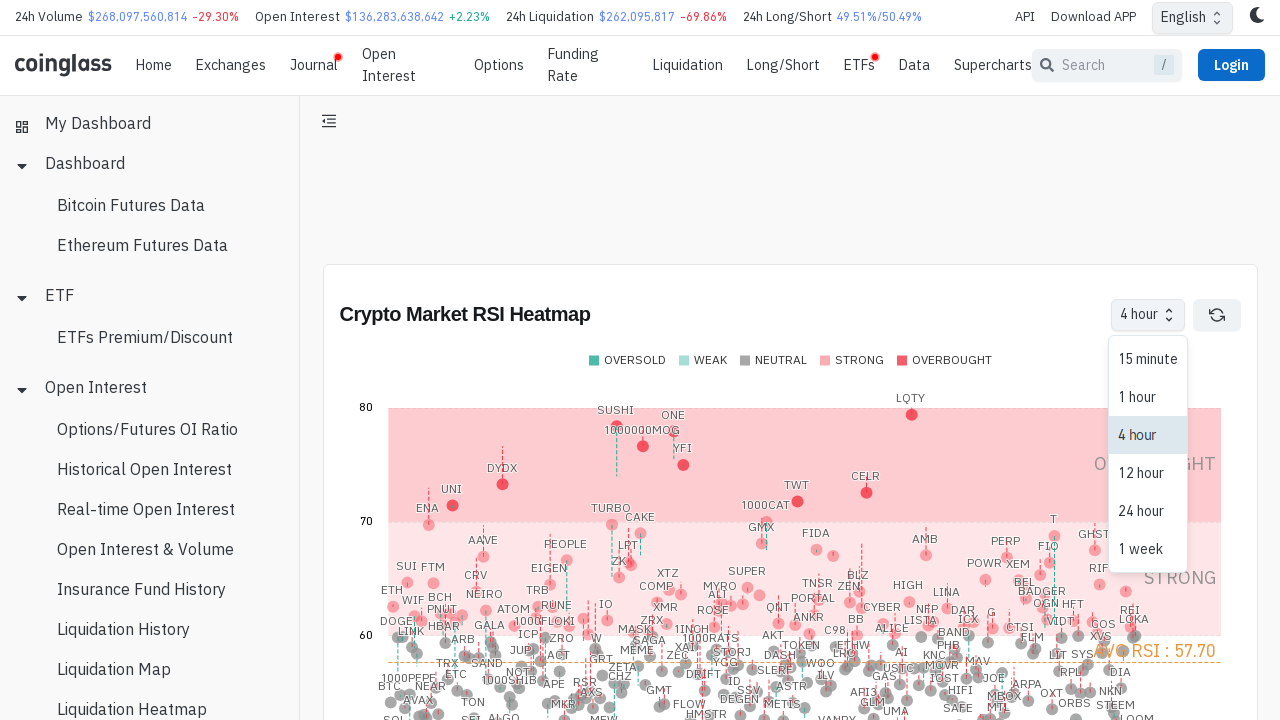 24h Volume $268,097,560,814 -29.30% Open Interest $136,283,638,642 +2.23% 24h Liquidation $262,095,817 -69.86% 24h Long/Short 49.51%/50.49% API Download APP English
coinglass Home Exchanges Journal Open Interest Options Funding Rate Liquidation Long/Short ETFs Data Supercharts Search / Login
My Dashboard
Dashboard
Bitcoin Futures Data
Ethereum Futures Data
ETF
ETFs Premium/Discount
Open Interest
Options/Futures OI Ratio
Historical Open Interest
Real-time Open Interest
Open Interest & Volume
Insurance Fund History
Liquidation History
Liquidation Map
Liquidation Heatmap
Crypto Market RSI Heatmap
4 hour
15 minute
1 hour
4 hour
12 hour
24 hour
1 week
OVERSOLD WEAK NEUTRAL STRONG OVERBOUGHT
80
LQTY
SUSHI ONE
1000000MOG
YFI
DYDX
CELR
UNI TWT
ENA TURBO 1000CAT
70
CAKE GMX T
FIDA GHST
AAVE PEOPLE LPT AMB PERP FIO
EIGEN ZK POWR XEM
SUI FTM CRV XTZ SUPER BLZ
STRONG
ETH NEIRO TRB COMP MYRO TNSR ZEN HIGH LINA BEL BADGER
WIF BCH ALI PORTAL
PNUT ATOM RUNE IO XMR ROSE QNT CYBER NFP DAR G OGN HFT REI
DOGE HBAR GALA 1000FLOKI ZRX ANKR BB LISTA ICX VIDT GOS LOKA
LINK MASK 1INCH C98 ALICE CTSI
60
ARB ICP ZRO W SAGA 1000RATS AKT BAND FLM XVS
JUP MEME XAI STORJ TOKEN ETHW PHB
AVG RSI : 57.70
TRX SAND ACT GRT ZEC YGG DASH WOO AI KNC MAV LIT SYS
ETC NOT ZETA DRIFT SLERF ILV USTC
1000PEPE 1000SHIB CHZ ID GAS IOST JOE RPL DIA
BTC NEAR APE RSR AXS GMT SSV ASTR API3 HIFI ARPA OXT NKN
AVAX TON MKR FLOW DEGEN METIS GLM SAFE MTL ORBS STEEM
SOL SEI ALGO MEW HMSTR VANRY UMA LOOM